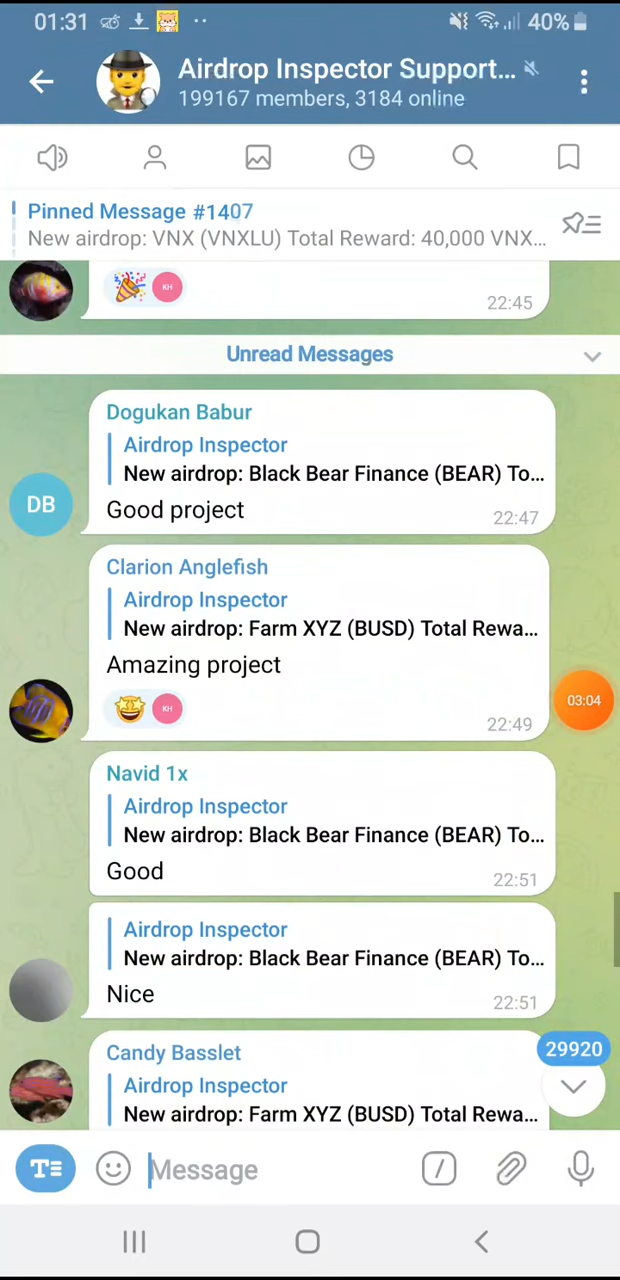 01:31
40%
Airdrop Inspector Support...
199167 members, 3184 online
Pinned Message #1407
New airdrop: VNX (VNXLU) Total Reward: 40,000 VNX...
KH
22:45
Unread Messages
Dogukan Babur
Airdrop Inspector
New airdrop: Black Bear Finance (BEAR) To...
DB
Good project
22:47
Clarion Anglefish
Airdrop Inspector
New airdrop: Farm XYZ (BUSD) Total Rewa...
Amazing project
KH
22:49
03:04
Navid 1x
Airdrop Inspector
New airdrop: Black Bear Finance (BEAR) To...
Good
22:51
Airdrop Inspector
New airdrop: Black Bear Finance (BEAR) To...
Nice
22:51
Candy Basslet
29920
Airdrop Inspector
New airdrop: Farm XYZ (BUSD) Total Rewa...
T
Message
/